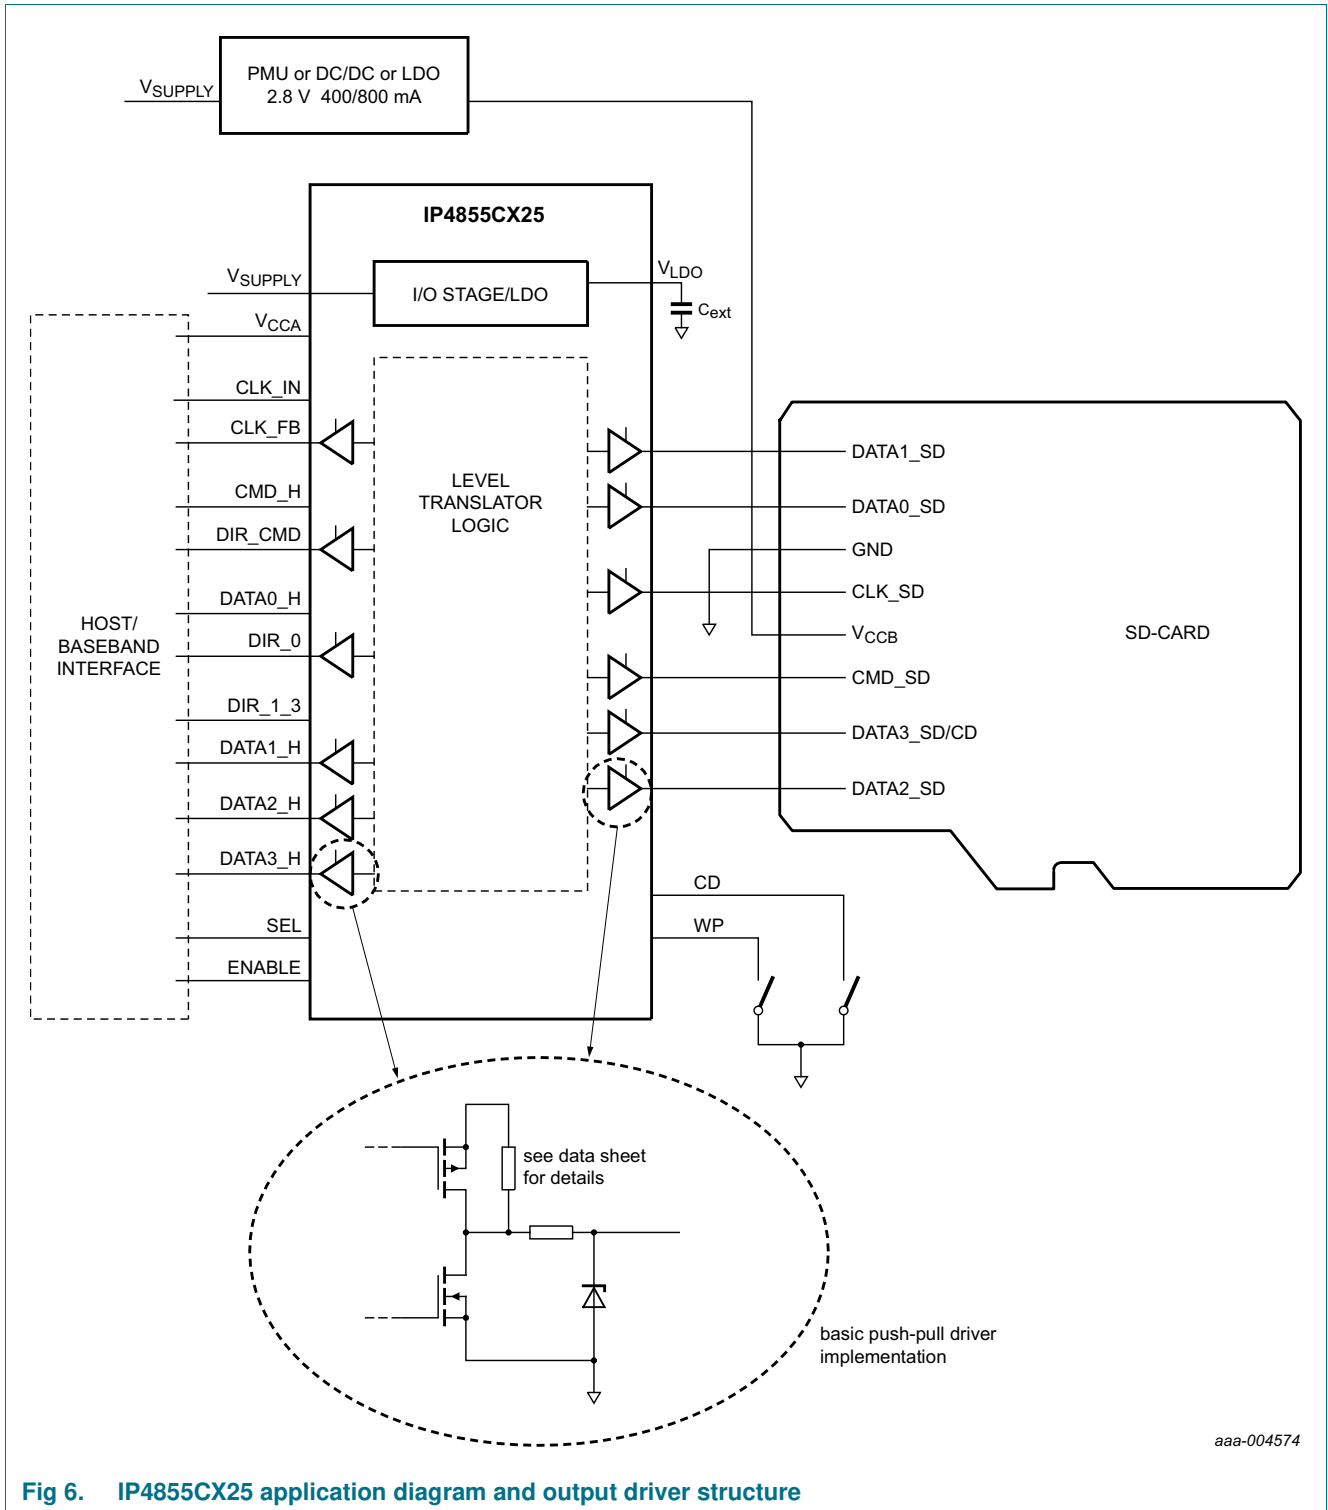 PMU or DC/DC or LDO
2.8 V 400/800 mA
VSUPPLY
IP4855CX25
VSUPPLY
I/O STAGE/LDO
VLDO
Cext
VCCA
CLK_IN
CLK_FB
CMD_H
DIR_CMD
DATA0_H
DIR_0
DIR_1_3
DATA1_H
DATA2_H
DATA3_H
SEL
ENABLE
HOST/
BASEBAND
INTERFACE
LEVEL
TRANSLATOR
LOGIC
DATA1_SD
DATA0_SD
GND
CLK_SD
VCCB
CMD_SD
DATA3_SD/CD
DATA2_SD
SD-CARD
CD
WP
see data sheet
for details
basic push-pull driver
implementation
aaa-004574
Fig 6. IP4855CX25 application diagram and output driver structure